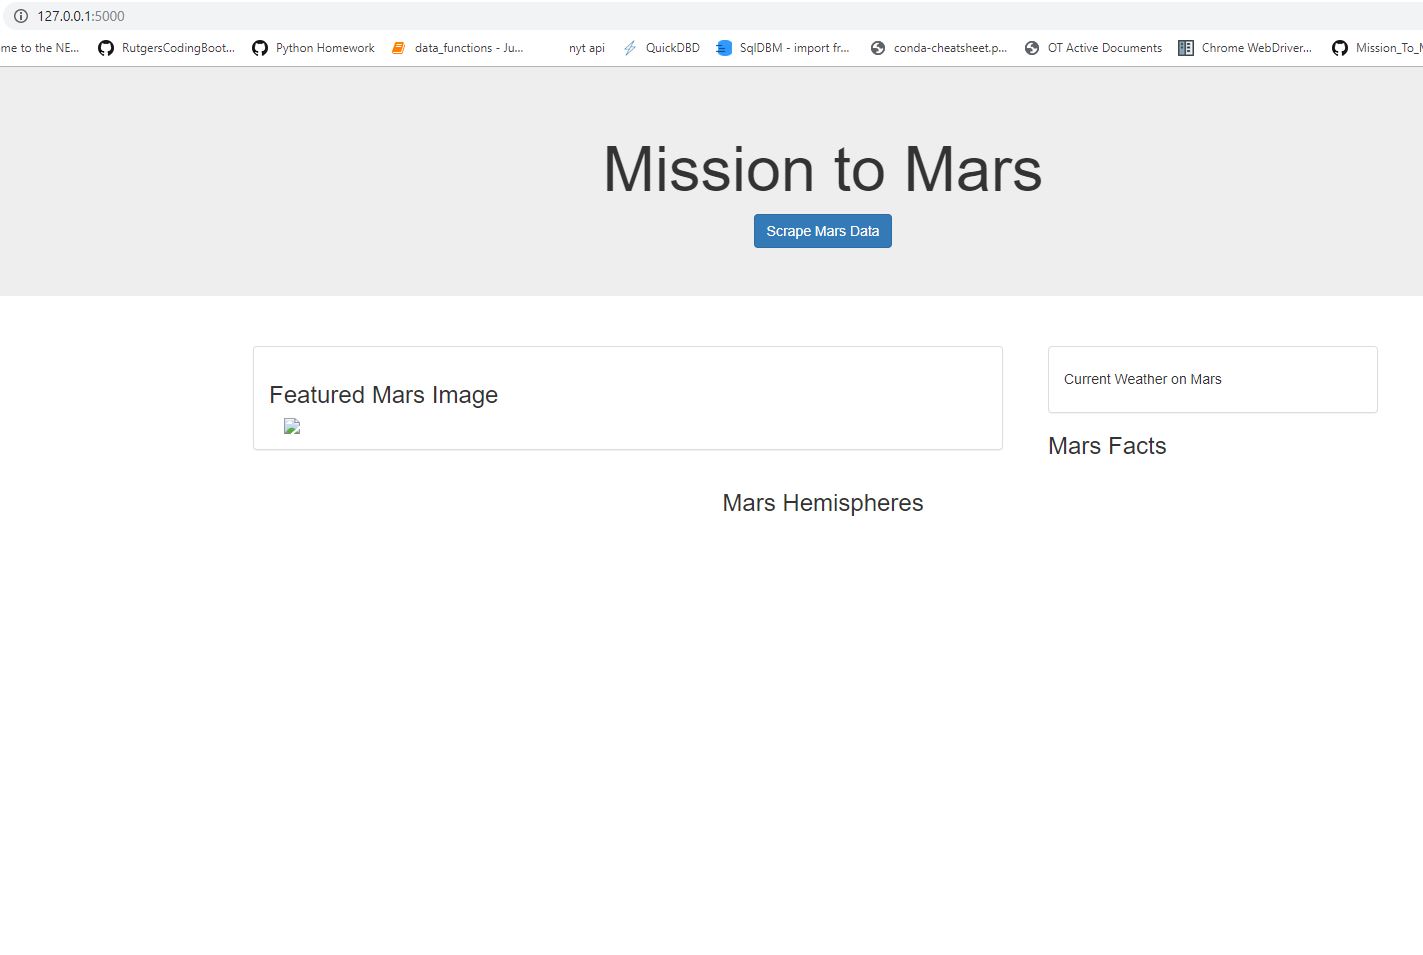 127.0.0.1:5000
me to the NE... RutgersCodingBoot... Python Homework data_functions - Ju... nyt api QuickDBD SqlDBM - import fr... conda-cheatsheet.p... OT Active Documents Chrome WebDriver... Mission_To_
Mission to Mars
Scrape Mars Data
Featured Mars Image
Current Weather on Mars
Mars Facts
Mars Hemispheres